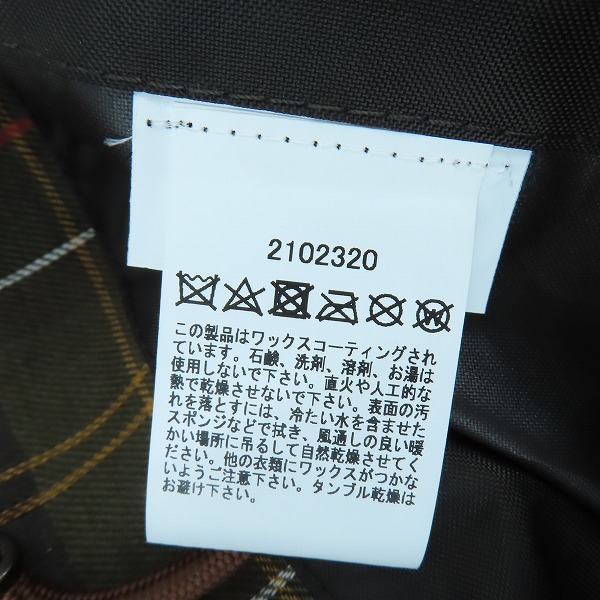 2102320
この製品はワックスコーティングされ
ています。石鹸、洗剤、溶剤、お湯は
使用しないで下さい。直火や人工的な
熱で乾燥させないで下さい。表面の汚
れを落とすには、冷たい水を含ませた
スポンジなどで拭き、風通しの良い暖
かい場所に吊るして自然乾燥させてく
ださい。他の衣類にワックスがつかな
いようご注意下さい。タンブル乾燥は
お避け下さい。